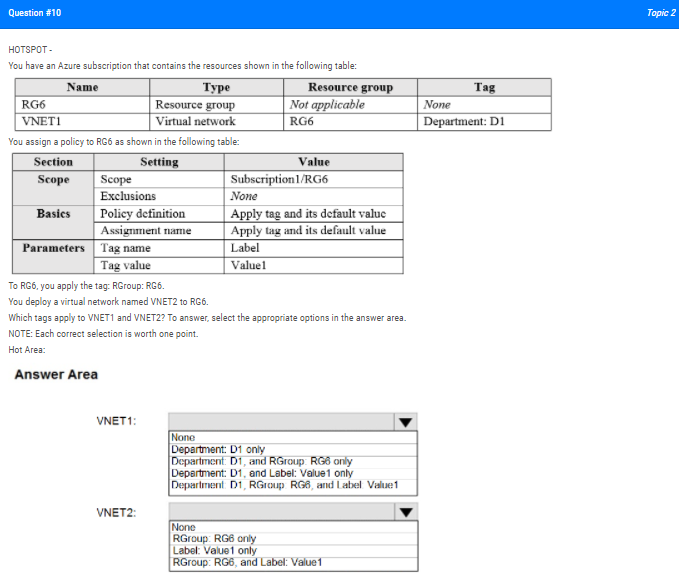 Question #10 Topic 2
HOTSPOT -
You have an Azure subscription that contains the resources shown in the following table:
Name Type Resource group Tag
RG6 Resource group Not applicable None
VNET1 Virtual network RG6 Department: D1
You assign a policy to RG6 as shown in the following table:
Section Setting Value
Scope Scope Subscription1/RG6
Exclusions None
Basics Policy definition Apply tag and its default value
Assignment name Apply tag and its default value
Parameters Tag name Label
Tag value Value1
To RG6, you apply the tag: RGroup: RG6.
You deploy a virtual network named VNET2 to RG6.
Which tags apply to VNET1 and VNET2? To answer, select the appropriate options in the answer area.
NOTE: Each correct selection is worth one point.
Hot Area:
Answer Area
VNET1:
None
Department: D1 only
Department: D1, and RGroup: RG6 only
Department: D1, and Label: Value1 only
Department: D1, RGroup: RG6, and Label: Value1
VNET2:
None
RGroup: RG6 only
Label: Value1 only
RGroup: RG6, and Label: Value1